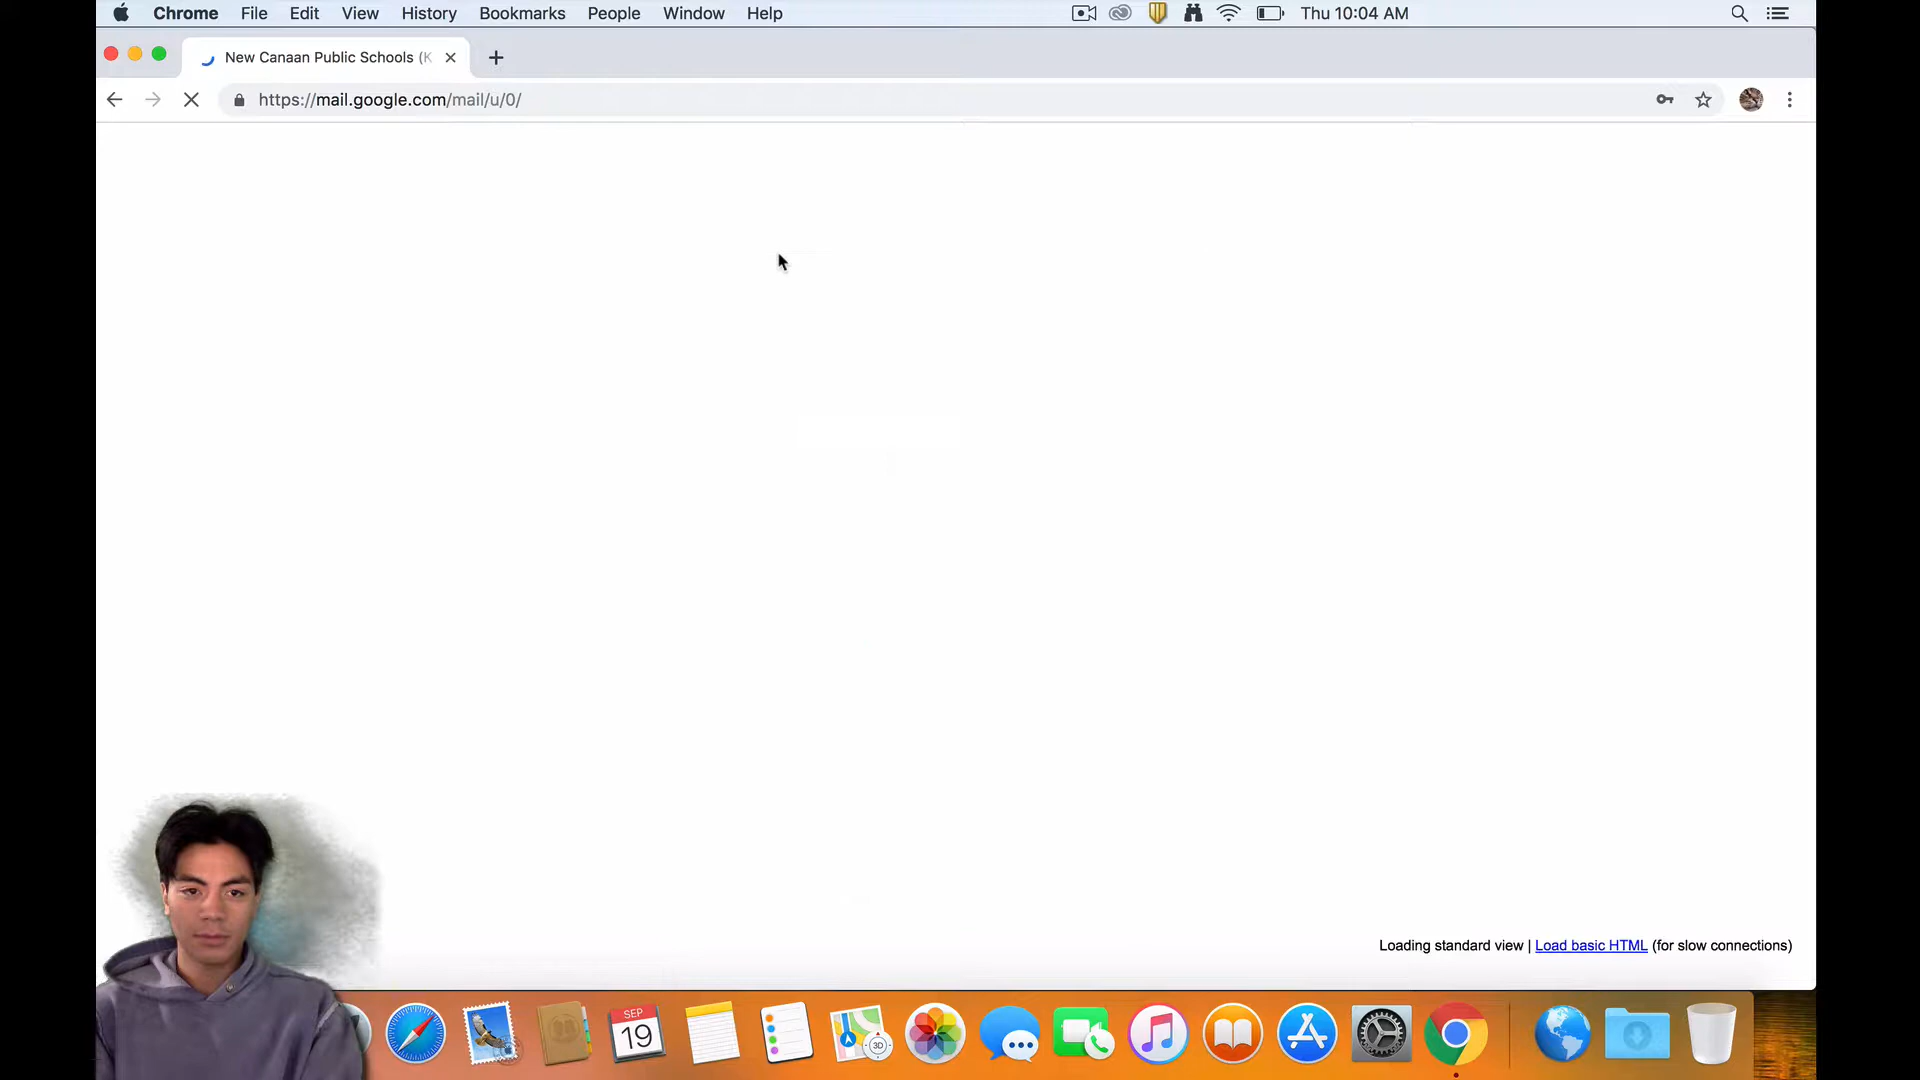 Chrome File Edit View History Bookmarks People Window Help Thu 10:04 AM
New Canaan Public Schools (K
https://mail.google.com/mail/u/0/
Loading standard view | Load basic HTML (for slow connections)
SEP
19
3D